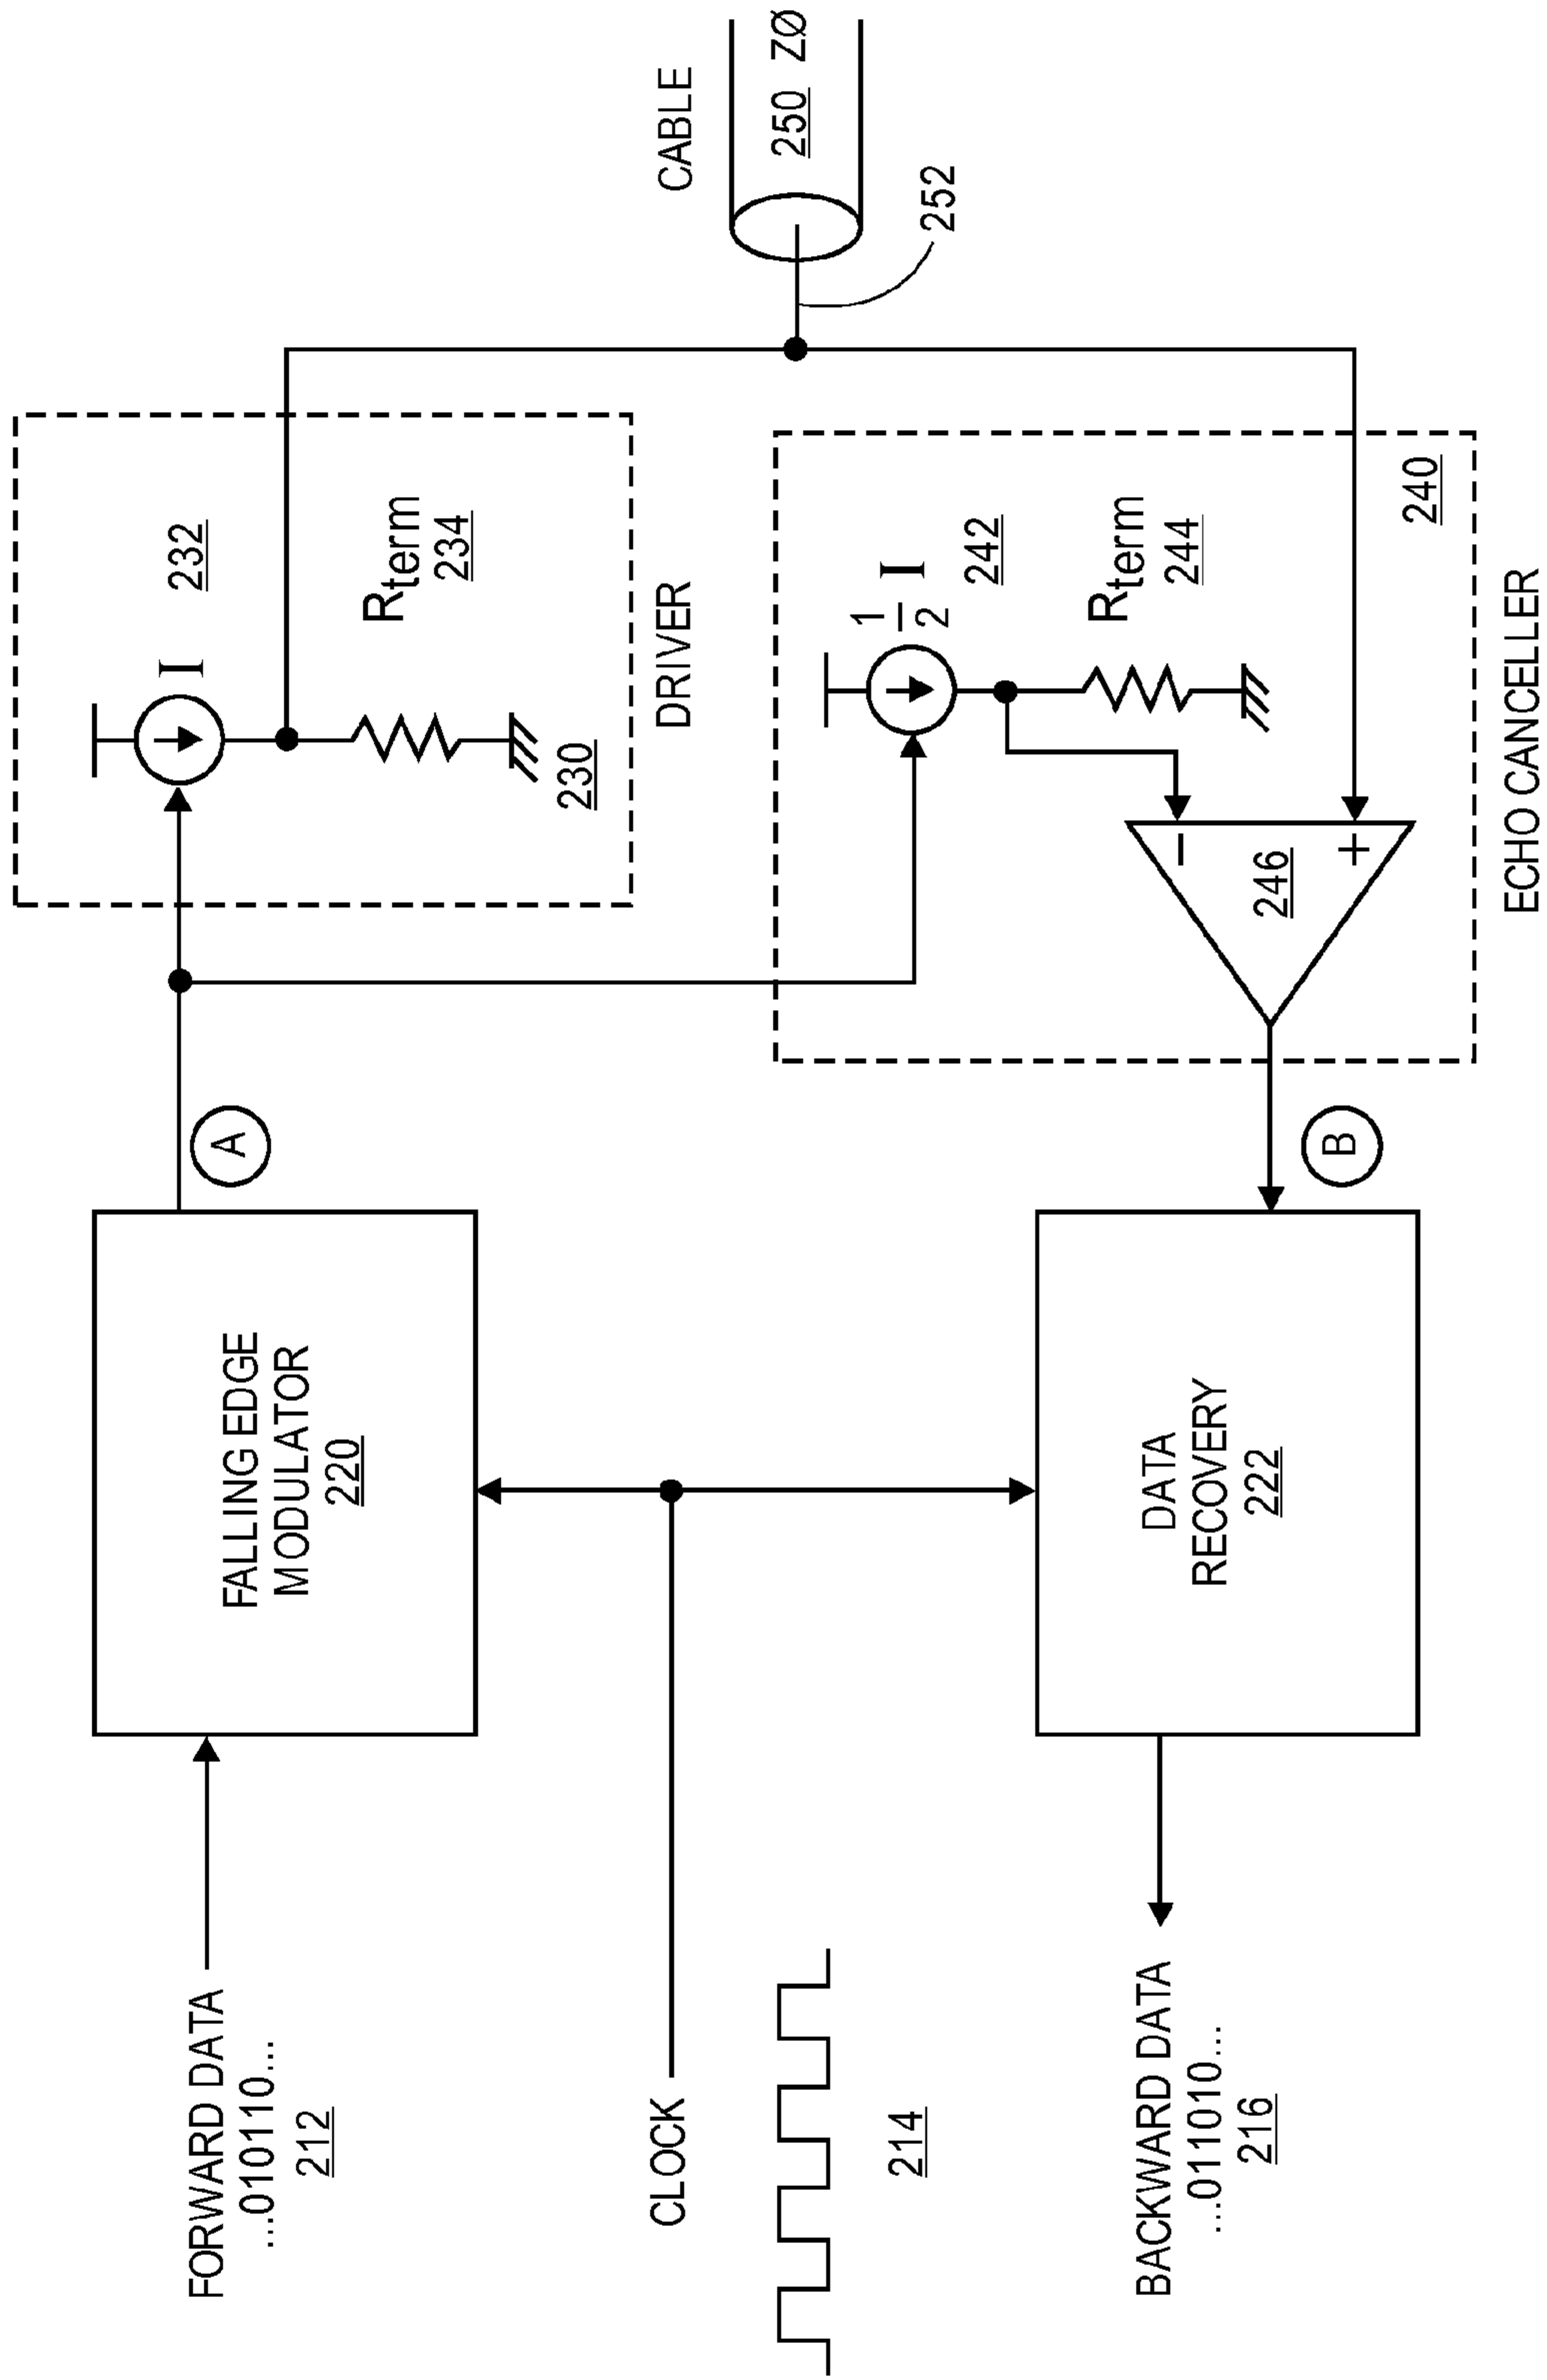 FORWARD DATA
...010110...
212
FALLING EDGE
MODULATOR
220
A
I
232
Rterm
234
230
DRIVER
CABLE
250 ZØ
252
CLOCK
214
1
2
I
242
Rterm
244
−
+
246
240
ECHO CANCELLER
B
DATA
RECOVERY
222
BACKWARD DATA
...011010...
216